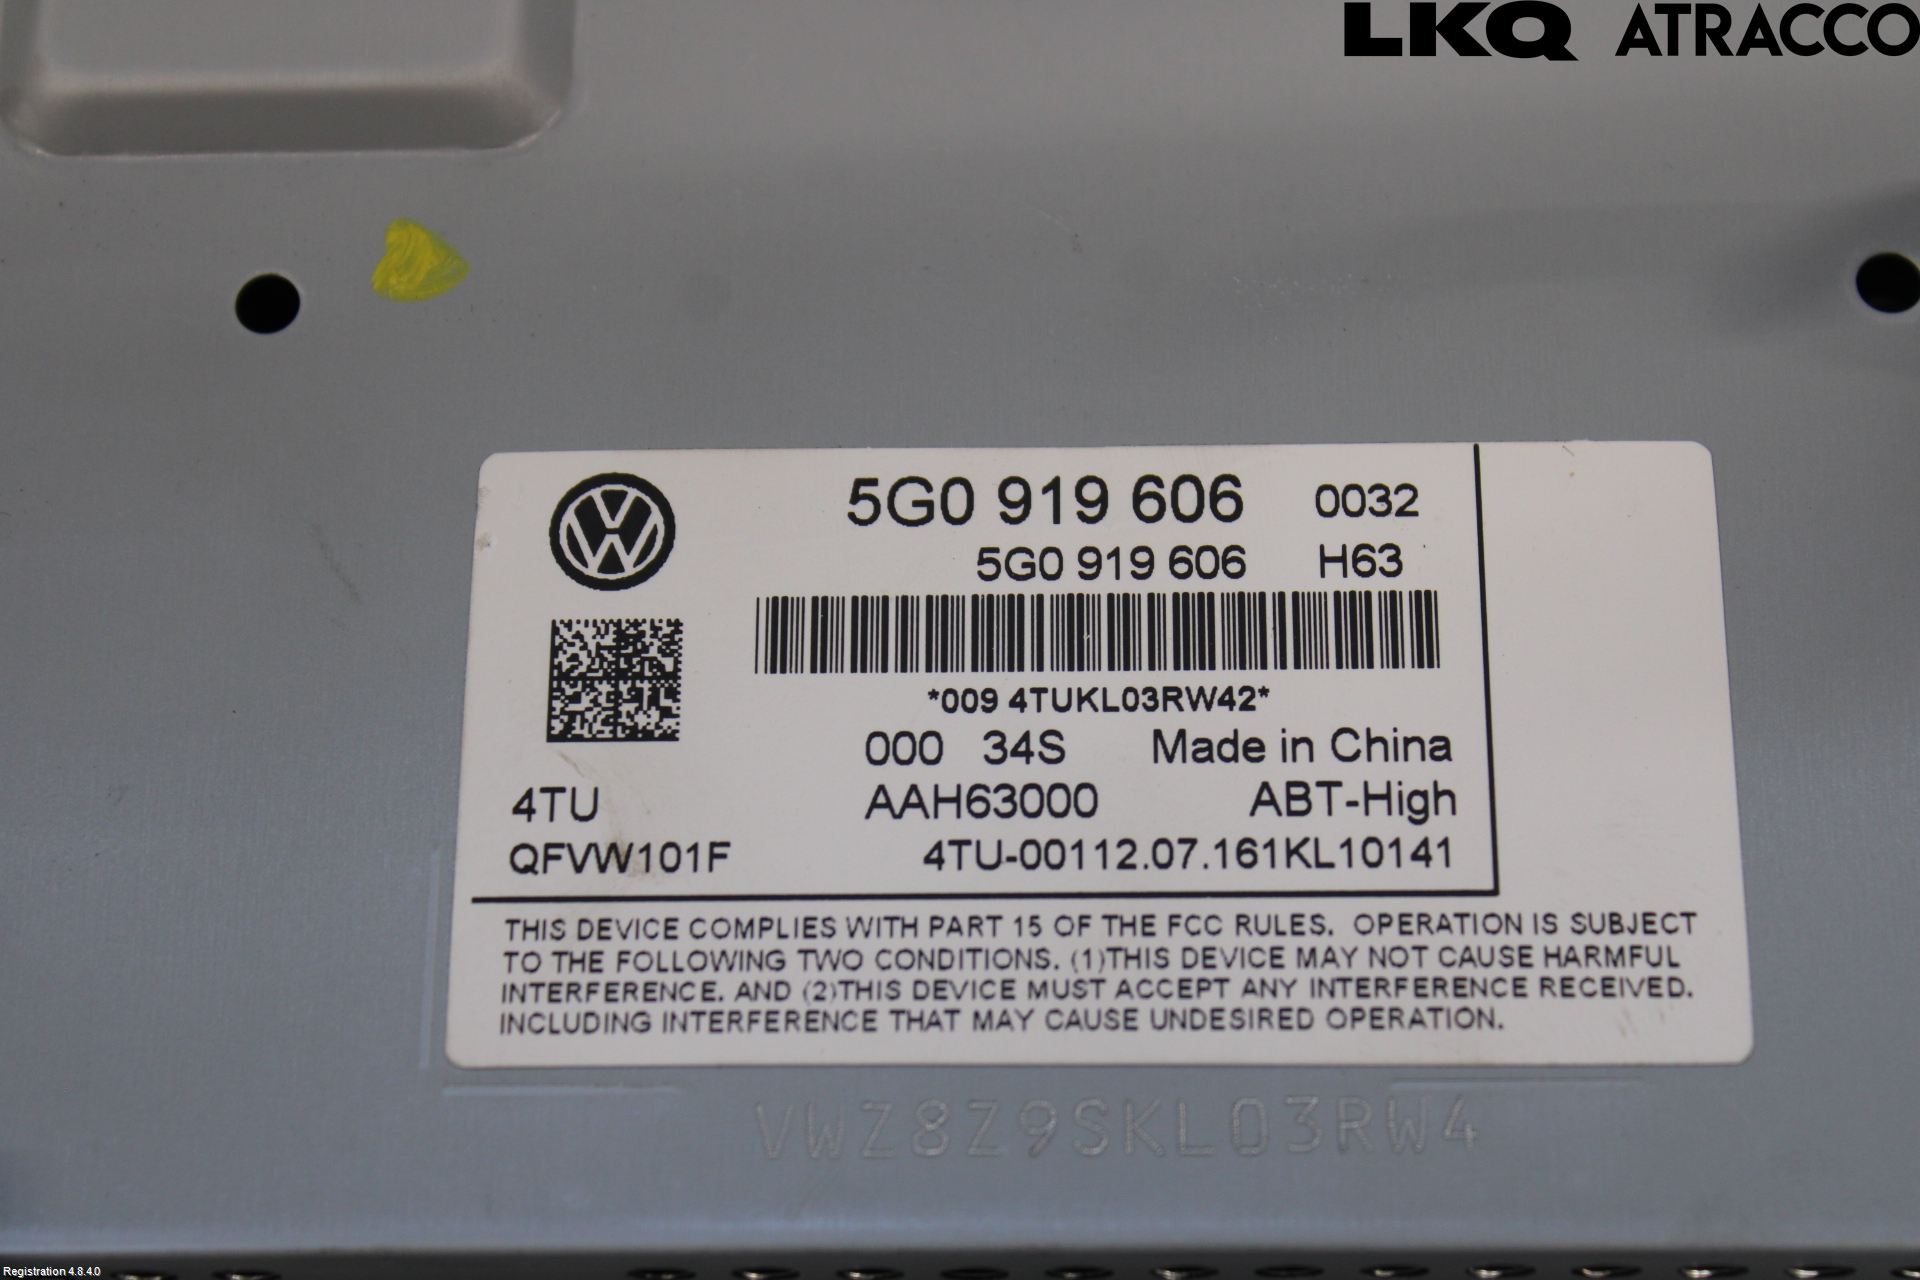 LKQ ATRACCO
5G0 919 606 0032
5G0 919 606 H63
*009 4TUKL03RW42*
000 34S Made in China
4TU AAH63000 ABT-High
QFVW101F 4TU-00112.07.161KL10141
THIS DEVICE COMPLIES WITH PART 15 OF THE FCC RULES. OPERATION IS SUBJECT
TO THE FOLLOWING TWO CONDITIONS. (1)THIS DEVICE MAY NOT CAUSE HARMFUL
INTERFERENCE. AND (2)THIS DEVICE MUST ACCEPT ANY INTERFERENCE RECEIVED.
INCLUDING INTERFERENCE THAT MAY CAUSE UNDESIRED OPERATION.
VWZ8Z9SKL03RW4
Registration 4.8.4.0